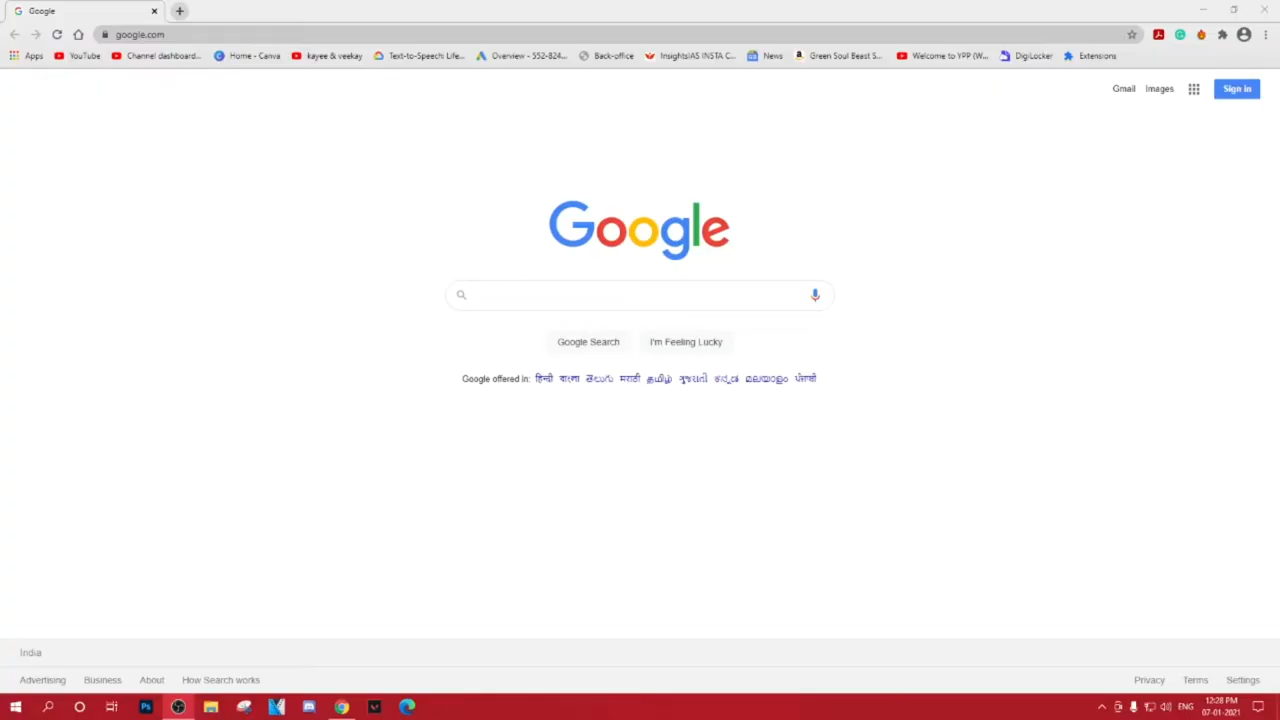 Google
google.com
Apps YouTube Channel dashboard... Home - Canva kayee & veekay Text-to-Speech Life... Overview - 552-824... Back-office Insights|IAS INSTA C... News Green Soul Beast S... Welcome to YPP (W... DigiLocker Extensions
Gmail Images Sign in
Google
Google Search I'm Feeling Lucky
Google offered in: हिन्दी বাংলা తెలుగు मराठी தமிழ் ગુજરાતી ಕನ್ನಡ മലയാളം ਪੰਜਾਬੀ
India
Advertising Business About How Search works Privacy Terms Settings
Ps ENG 12:28 PM
07-01-2021